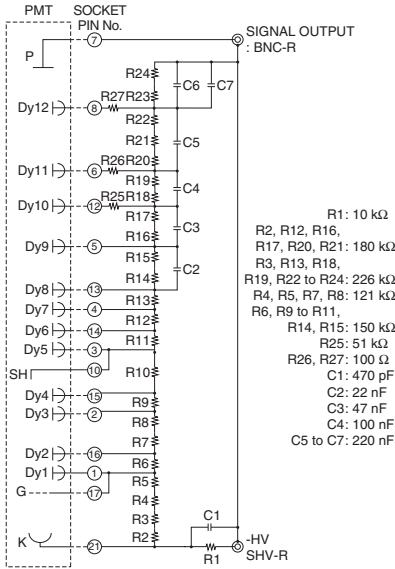 PMT SOCKET
PIN No.
SIGNAL OUTPUT
: BNC-R
7
P
R24
C6 C7
R27 R23
Dy12 8
R22
R21
C5
R26 R20
Dy11 6
R19
C4
R25 R18
Dy10 12
R17
C3
R16
Dy9 5
R15
C2
R14
Dy8 13
R13
Dy7 4
R12
Dy6 14
R11
Dy5 3
SH 10
R10
Dy4 15
R9
Dy3 2
R8
R7
Dy2 16
R6
Dy1 1
R5
G 17
R4
R3
C1
R2
K 21
R1
-HV
SHV-R
R1: 10 kΩ
R2, R12, R16,
R17, R20, R21: 180 kΩ
R3, R13, R18,
R19, R22 to R24: 226 kΩ
R4, R5, R7, R8: 121 kΩ
R6, R9 to R11,
R14, R15: 150 kΩ
R25: 51 kΩ
R26, R27: 100 Ω
C1: 470 pF
C2: 22 nF
C3: 47 nF
C4: 100 nF
C5 to C7: 220 nF